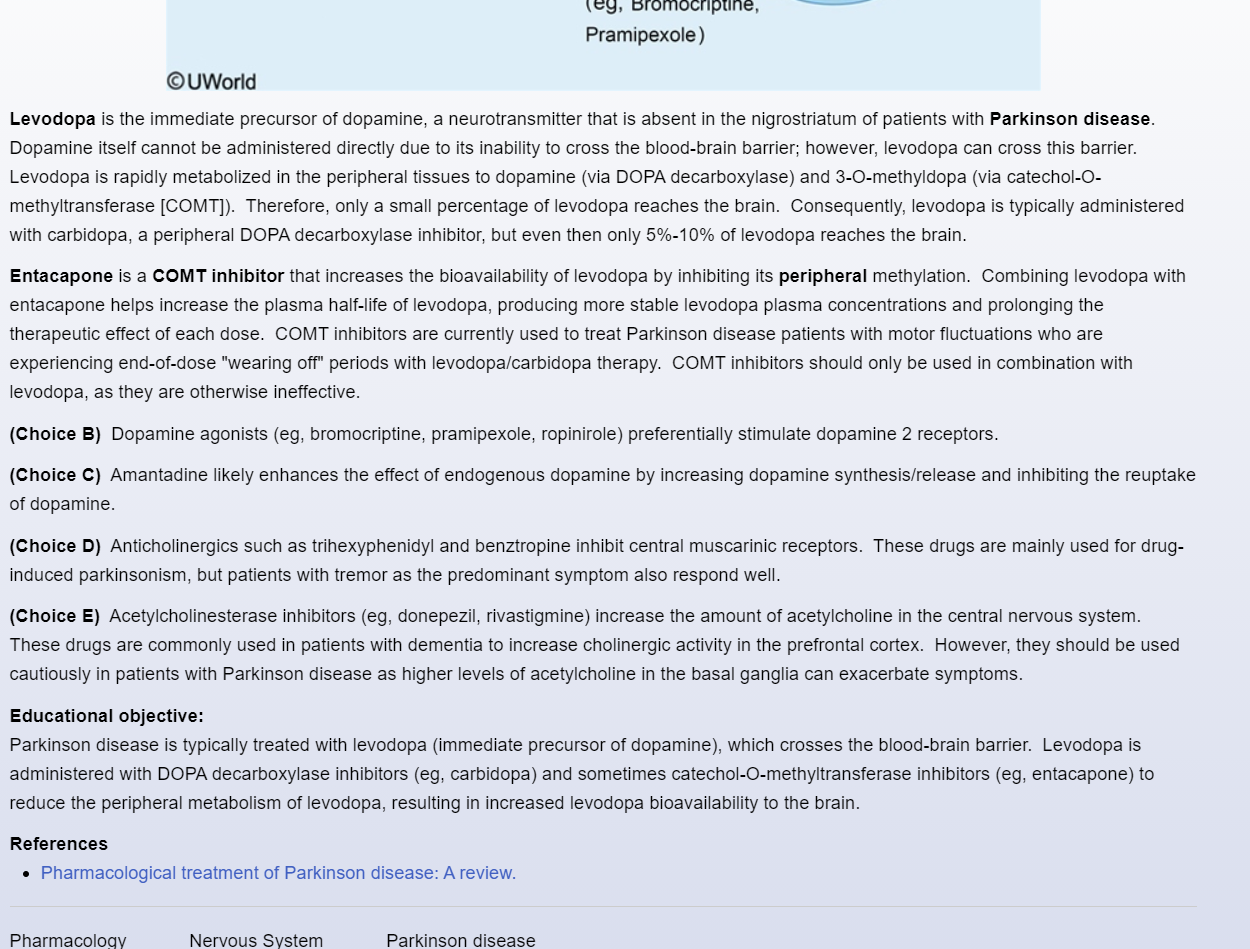 (eg, Bromocriptine,
Pramipexole)
©UWorld
Levodopa is the immediate precursor of dopamine, a neurotransmitter that is absent in the nigrostriatum of patients with Parkinson disease.
Dopamine itself cannot be administered directly due to its inability to cross the blood-brain barrier; however, levodopa can cross this barrier.
Levodopa is rapidly metabolized in the peripheral tissues to dopamine (via DOPA decarboxylase) and 3-O-methyldopa (via catechol-O-
methyltransferase [COMT]).  Therefore, only a small percentage of levodopa reaches the brain.  Consequently, levodopa is typically administered
with carbidopa, a peripheral DOPA decarboxylase inhibitor, but even then only 5%-10% of levodopa reaches the brain.
Entacapone is a COMT inhibitor that increases the bioavailability of levodopa by inhibiting its peripheral methylation.  Combining levodopa with
entacapone helps increase the plasma half-life of levodopa, producing more stable levodopa plasma concentrations and prolonging the
therapeutic effect of each dose.  COMT inhibitors are currently used to treat Parkinson disease patients with motor fluctuations who are
experiencing end-of-dose "wearing off" periods with levodopa/carbidopa therapy.  COMT inhibitors should only be used in combination with
levodopa, as they are otherwise ineffective.
(Choice B)  Dopamine agonists (eg, bromocriptine, pramipexole, ropinirole) preferentially stimulate dopamine 2 receptors.
(Choice C)  Amantadine likely enhances the effect of endogenous dopamine by increasing dopamine synthesis/release and inhibiting the reuptake
of dopamine.
(Choice D)  Anticholinergics such as trihexyphenidyl and benztropine inhibit central muscarinic receptors.  These drugs are mainly used for drug-
induced parkinsonism, but patients with tremor as the predominant symptom also respond well.
(Choice E)  Acetylcholinesterase inhibitors (eg, donepezil, rivastigmine) increase the amount of acetylcholine in the central nervous system.
These drugs are commonly used in patients with dementia to increase cholinergic activity in the prefrontal cortex.  However, they should be used
cautiously in patients with Parkinson disease as higher levels of acetylcholine in the basal ganglia can exacerbate symptoms.
Educational objective:
Parkinson disease is typically treated with levodopa (immediate precursor of dopamine), which crosses the blood-brain barrier.  Levodopa is
administered with DOPA decarboxylase inhibitors (eg, carbidopa) and sometimes catechol-O-methyltransferase inhibitors (eg, entacapone) to
reduce the peripheral metabolism of levodopa, resulting in increased levodopa bioavailability to the brain.
References
• Pharmacological treatment of Parkinson disease: A review.
Pharmacology Nervous System Parkinson disease